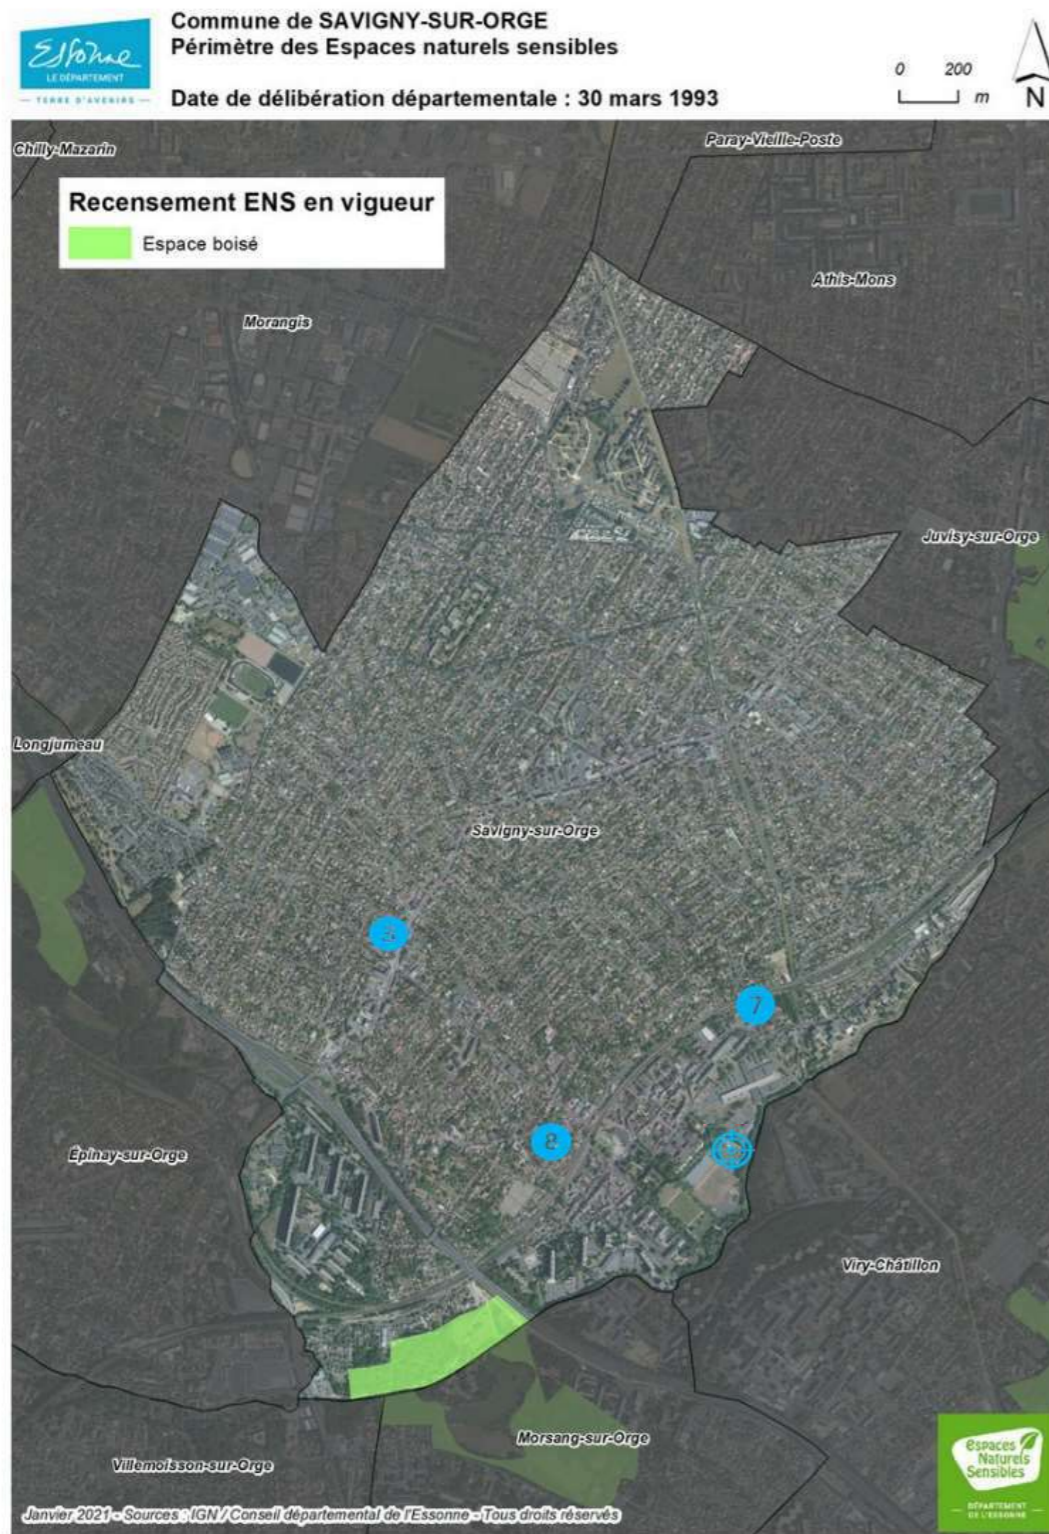 Commune de SAVIGNY-SUR-ORGE
Périmètre des Espaces naturels sensibles
Date de délibération départementale : 30 mars 1993
Essonne
LE DÉPARTEMENT
TERRE D'AVENIRS
0 200
m
N
Chilly-Mazarin
Paray-Vieille-Poste
Recensement ENS en vigueur
Espace boisé
Athis-Mons
Morangis
Juvisy-sur-Orge
Longjumeau
Savigny-sur-Orge
3
7
8
Épinay-sur-Orge
Viry-Châtillon
Morsang-sur-Orge
Villemoisson-sur-Orge
espaces
Naturels
Sensibles
DÉPARTEMENT
DE L'ESSONNE
Janvier 2021 - Sources : IGN / Conseil départemental de l'Essonne - Tous droits réservés